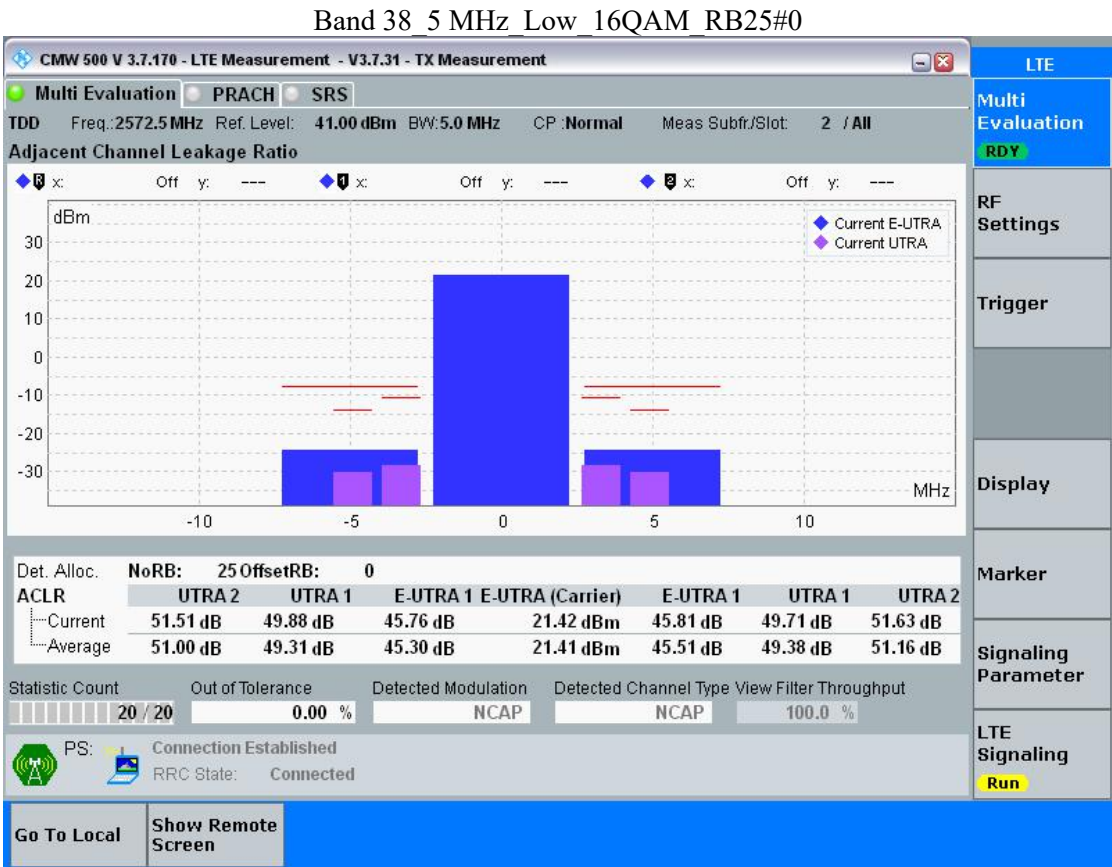 Band 38_5 MHz_Low_16QAM_RB25#0
CMW 500 V 3.7.170 - LTE Measurement - V3.7.31 - TX Measurement
LTE
Multi Evaluation PRACH SRS
Multi Evaluation
RDY
TDD Freq.:2572.5 MHz Ref. Level: 41.00 dBm BW:5.0 MHz CP :Normal Meas Subfr./Slot: 2 / All
Adjacent Channel Leakage Ratio
R x: Off y: --- 1 x: Off y: --- 2 x: Off y: ---
RF Settings
dBm
Current E-UTRA
Current UTRA
30
20
10
0
-10
-20
-30
MHz
-10 -5 0 5 10
Trigger
Display
Marker
Det. Alloc. NoRB: 25 OffsetRB: 0
ACLR UTRA 2 UTRA 1 E-UTRA 1 E-UTRA (Carrier) E-UTRA 1 UTRA 1 UTRA 2
Current 51.51 dB 49.88 dB 45.76 dB 21.42 dBm 45.81 dB 49.71 dB 51.63 dB
Average 51.00 dB 49.31 dB 45.30 dB 21.41 dBm 45.51 dB 49.38 dB 51.16 dB
Signaling Parameter
Statistic Count Out of Tolerance Detected Modulation Detected Channel Type View Filter Throughput
20 / 20 0.00 % NCAP NCAP 100.0 %
PS: Connection Established
RRC State: Connected
LTE Signaling
Run
Go To Local
Show Remote Screen